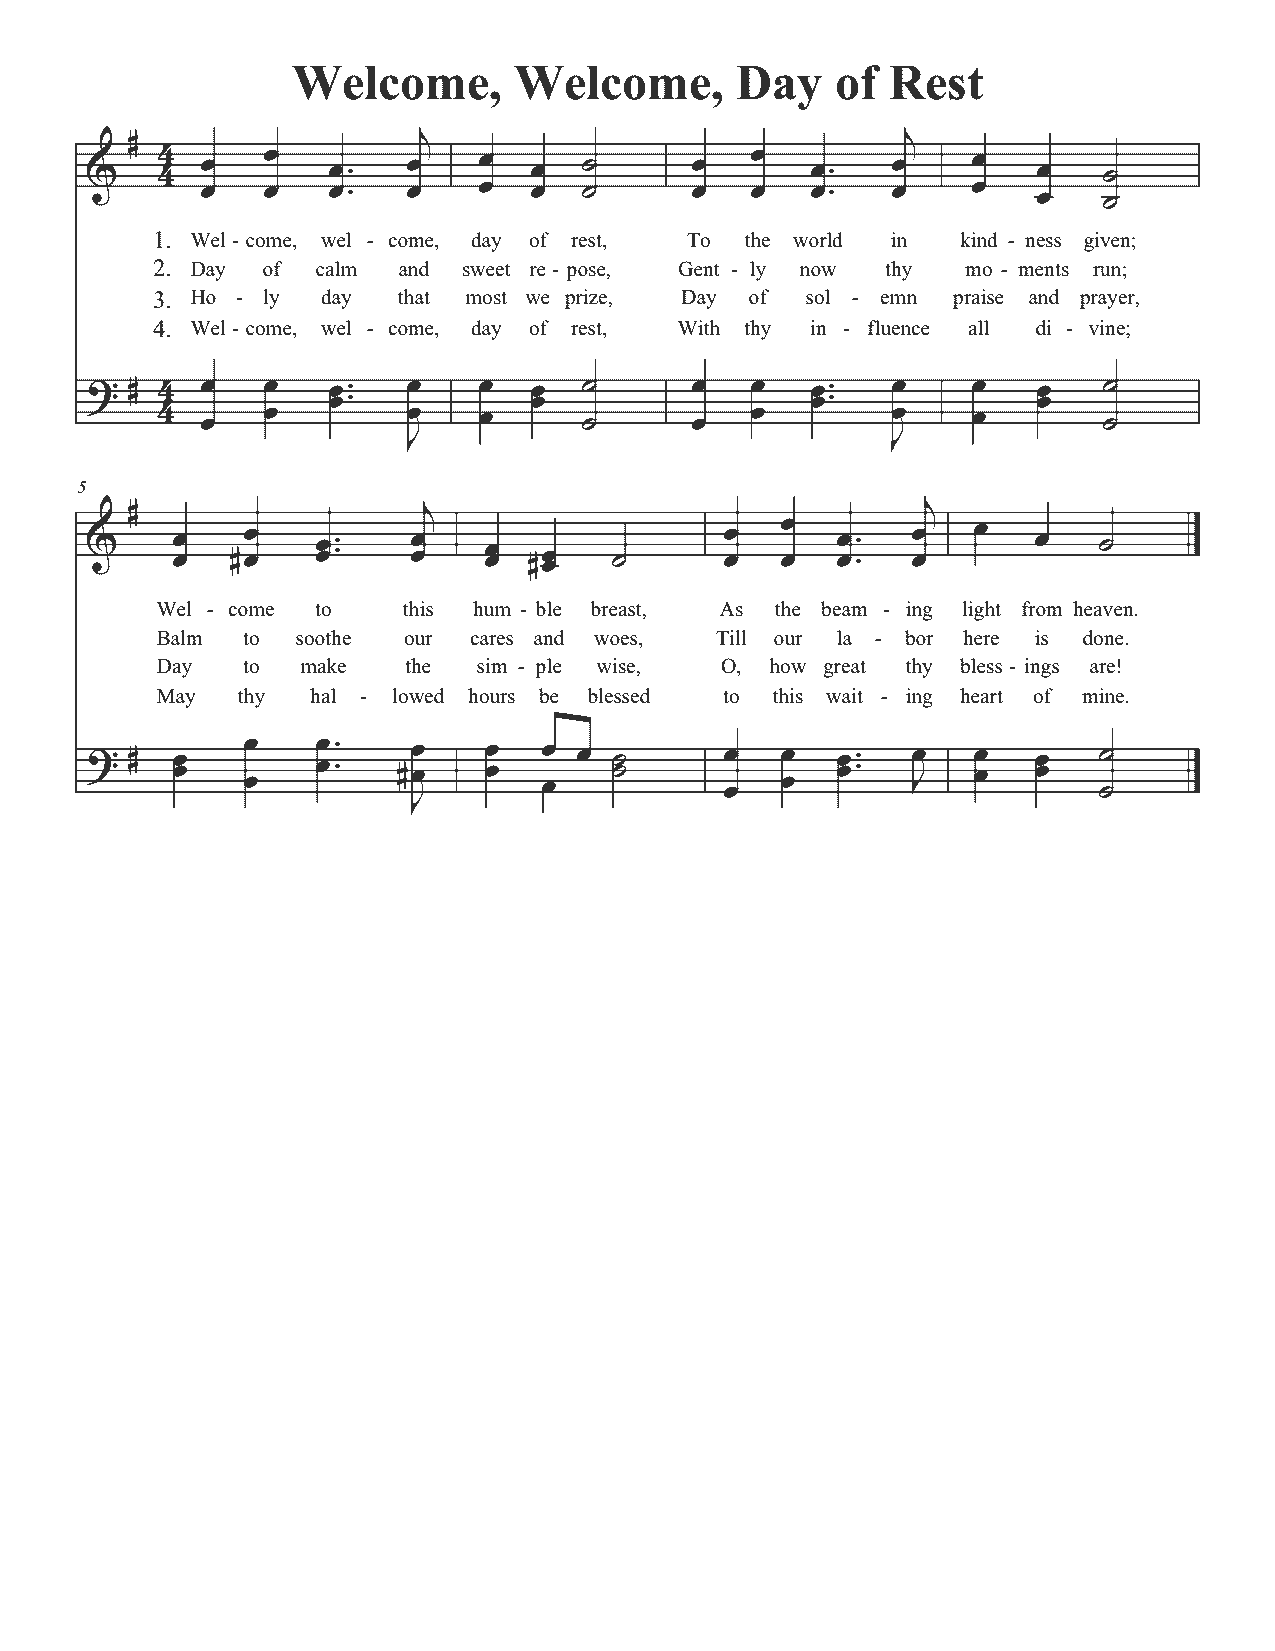 Welcome, Welcome, Day of Rest
4
4
1. Wel - come, wel - come, day of rest, To the world in kind - ness given;
2. Day of calm and sweet re - pose, Gent - ly now thy mo - ments run;
3. Ho - ly day that most we prize, Day of sol - emn praise and prayer,
4. Wel - come, wel - come, day of rest, With thy in - fluence all di - vine;
4
4
5
Wel - come to this hum - ble breast, As the beam - ing light from heaven.
Balm to soothe our cares and woes, Till our la - bor here is done.
Day to make the sim - ple wise, O, how great thy bless - ings are!
May thy hal - lowed hours be blessed to this wait - ing heart of mine.